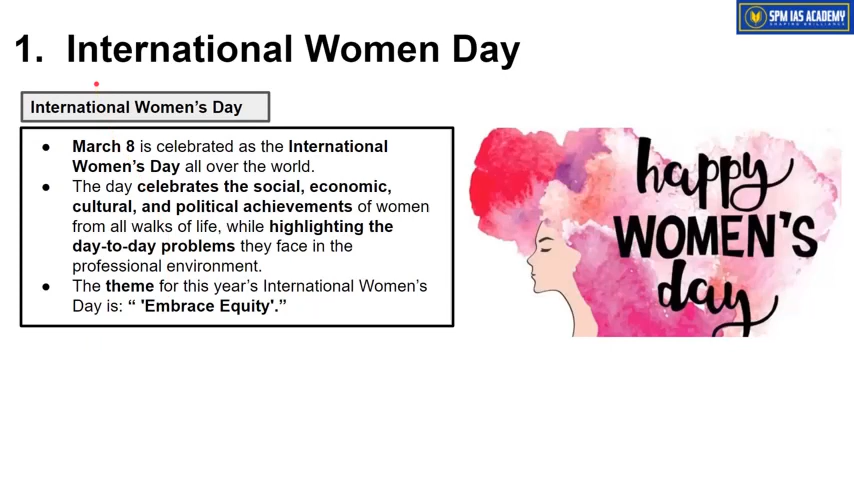 SPM IAS ACADEMY
SHAPING BRILLIANCE
1. International Women Day
International Women’s Day
● March 8 is celebrated as the International
Women’s Day all over the world.
● The day celebrates the social, economic,
cultural, and political achievements of women
from all walks of life, while highlighting the
day-to-day problems they face in the
professional environment.
● The theme for this year’s International Women’s
Day is: “ 'Embrace Equity'.”
happy
WOMEN'S
day